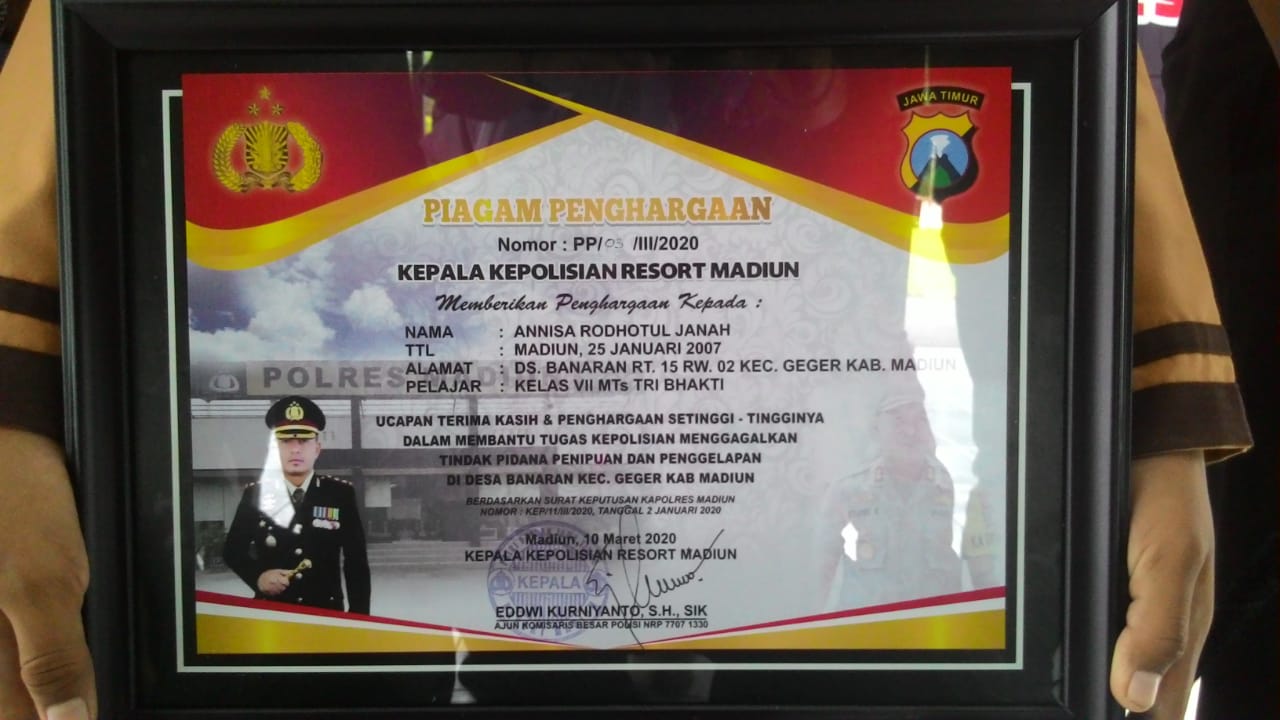 JAWA TIMUR
PIAGAM PENGHARGAAN
Nomor : PP/03 /III/2020
KEPALA KEPOLISIAN RESORT MADIUN
Memberikan Penghargaan Kepada :
NAMA : ANNISA RODHOTUL JANAH
TTL : MADIUN, 25 JANUARI 2007
ALAMAT : DS. BANARAN RT. 15 RW. 02 KEC. GEGER KAB. MADIUN
PELAJAR : KELAS VII MTs TRI BHAKTI
POLRES
UCAPAN TERIMA KASIH & PENGHARGAAN SETINGGI - TINGGINYA
DALAM MEMBANTU TUGAS KEPOLISIAN MENGGAGALKAN
TINDAK PIDANA PENIPUAN DAN PENGGELAPAN
DI DESA BANARAN KEC. GEGER KAB MADIUN
BERDASARKAN SURAT KEPUTUSAN KAPOLRES MADIUN
NOMOR : KEP/11/III/2020, TANGGAL 2 JANUARI 2020
Madiun, 10 Maret 2020
KEPALA KEPOLISIAN RESORT MADIUN
KEPALA
EDDWI KURNIYANTO, S.H., SIK
AJUN KOMISARIS BESAR POLISI NRP 7707 1330